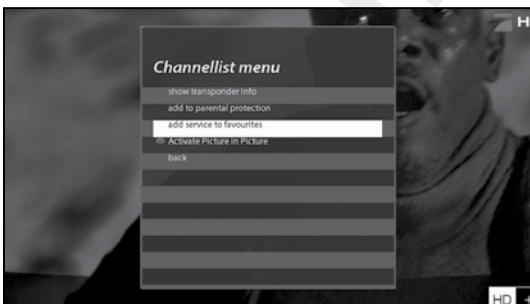 H
Channellist menu
show transponder info
add to parental protection
add service to favourites
Activate Picture in Picture
back
HD